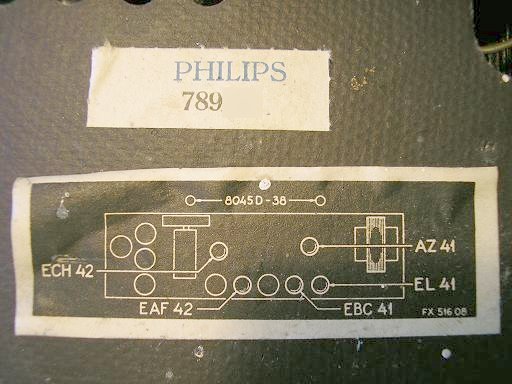 PHILIPS
789
8045D-38
AZ 41
ECH 42
EL 41
EAF 42
EBC 41
FX 516 08